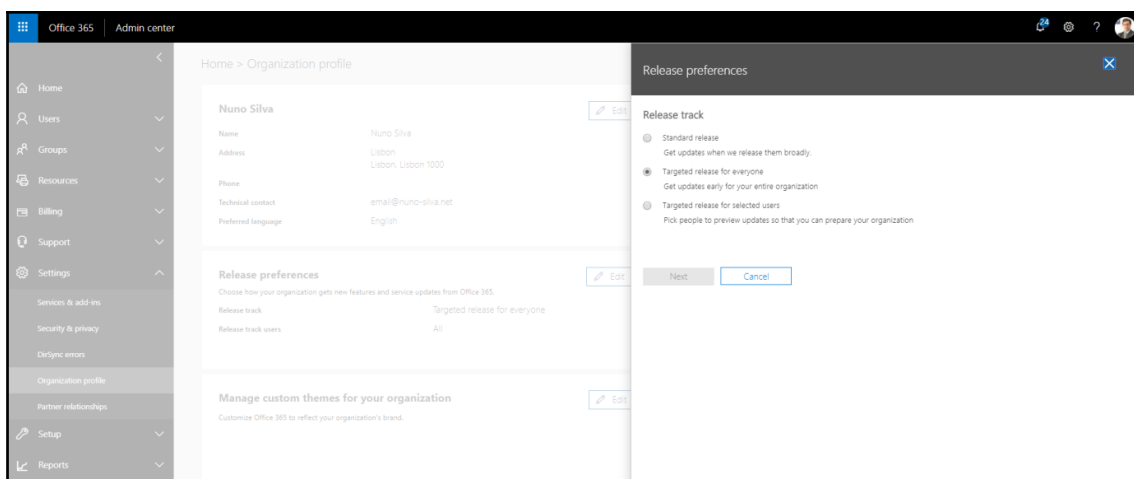 Office 365 Admin center
24
?
Home
Users
Groups
Resources
Billing
Support
Settings
Services & add-ins
Security & privacy
DirSync errors
Organization profile
Partner relationships
Setup
Reports
Home > Organization profile
Nuno Silva
Edit
Name Nuno Silva
Address Lisbon
Lisbon, Lisbon 1000
Phone
Technical contact email@nuno-silva.net
Preferred language English
Release preferences
Edit
Choose how your organization gets new features and service updates from Office 365.
Release track Targeted release for everyone
Release track users All
Manage custom themes for your organization
Edit
Customize Office 365 to reflect your organization's brand.
Release preferences
Release track
Standard release
Get updates when we release them broadly.
Targeted release for everyone
Get updates early for your entire organization
Targeted release for selected users
Pick people to preview updates so that you can prepare your organization
Next Cancel